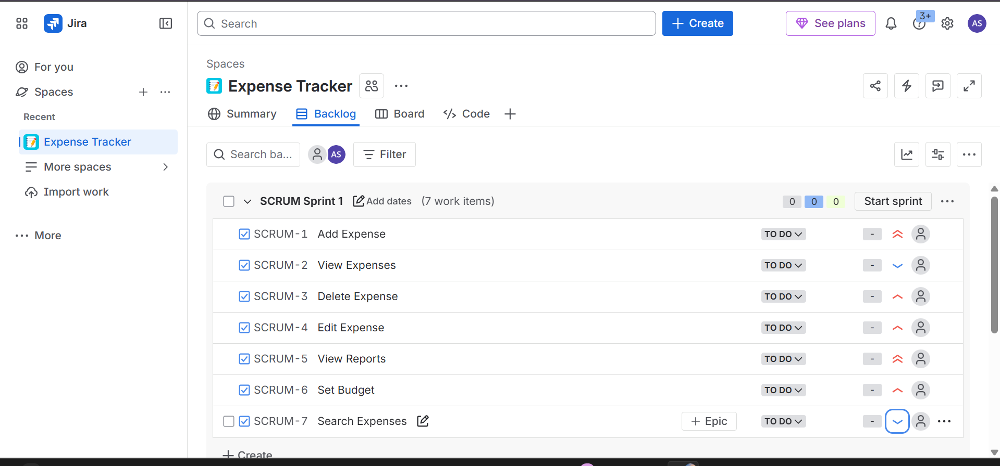 Jira
Search
Create
See plans
3+
AS
For you
Spaces
Recent
Expense Tracker
More spaces
Import work
More
Spaces
Expense Tracker
Summary
Backlog
Board
Code
Search ba...
AS
Filter
SCRUM Sprint 1 Add dates (7 work items) 0 0 0 Start sprint
SCRUM-1 Add Expense TO DO -
SCRUM-2 View Expenses TO DO -
SCRUM-3 Delete Expense TO DO -
SCRUM-4 Edit Expense TO DO -
SCRUM-5 View Reports TO DO -
SCRUM-6 Set Budget TO DO -
SCRUM-7 Search Expenses Epic TO DO -
Create